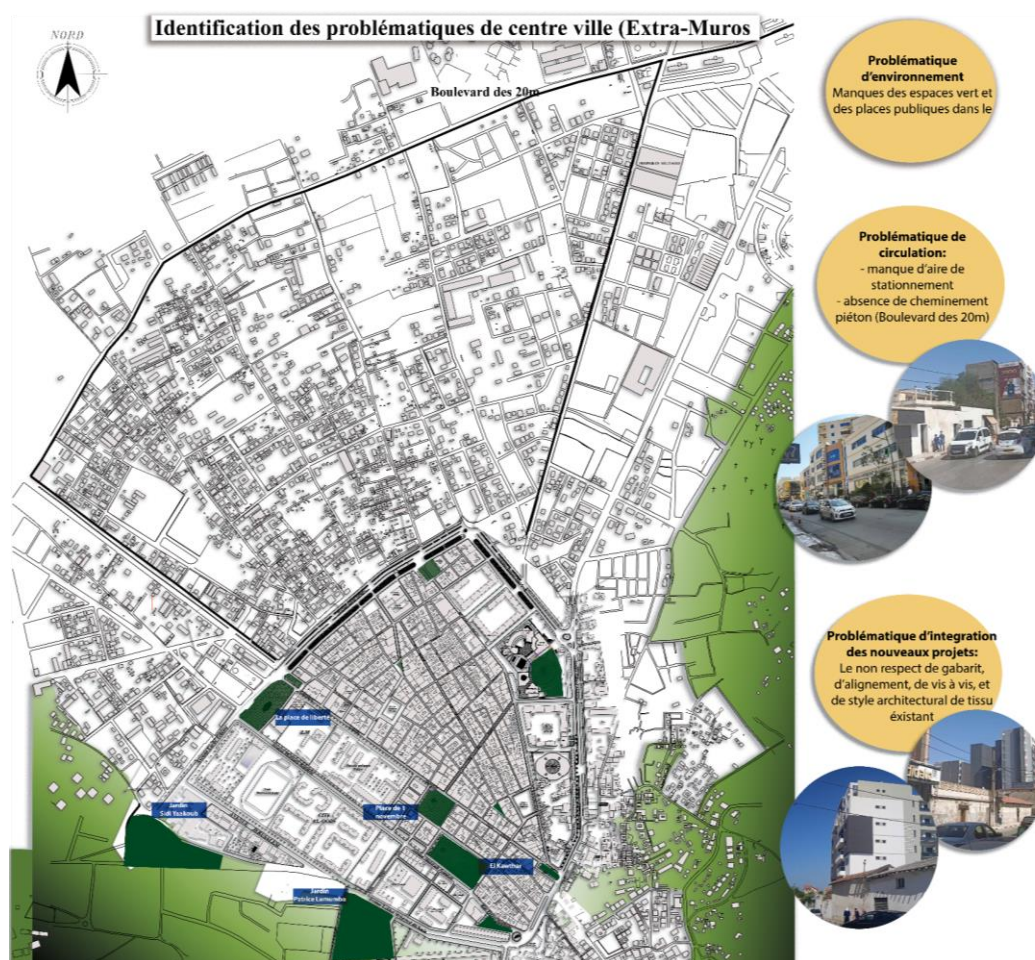 Identification des problématiques de centre ville (Extra-Muros
NORD
Boulevard des 20m
Problématique
d'environnement
Manques des espaces vert et
des places publiques dans le
Problématique de
circulation:
- manque d'aire de
stationnement
- absence de cheminement
piéton (Boulevard des 20m)
Problématique d'integration
des nouveaux projets:
Le non respect de gabarit,
d'alignement, de vis à vis, et
de style architectural de tissu
éxistant
La place de liberté
Jardin
Sidi Yazkoub
Place de 1
novembre
El Kawthar
Jardin
Patrice Lumumba